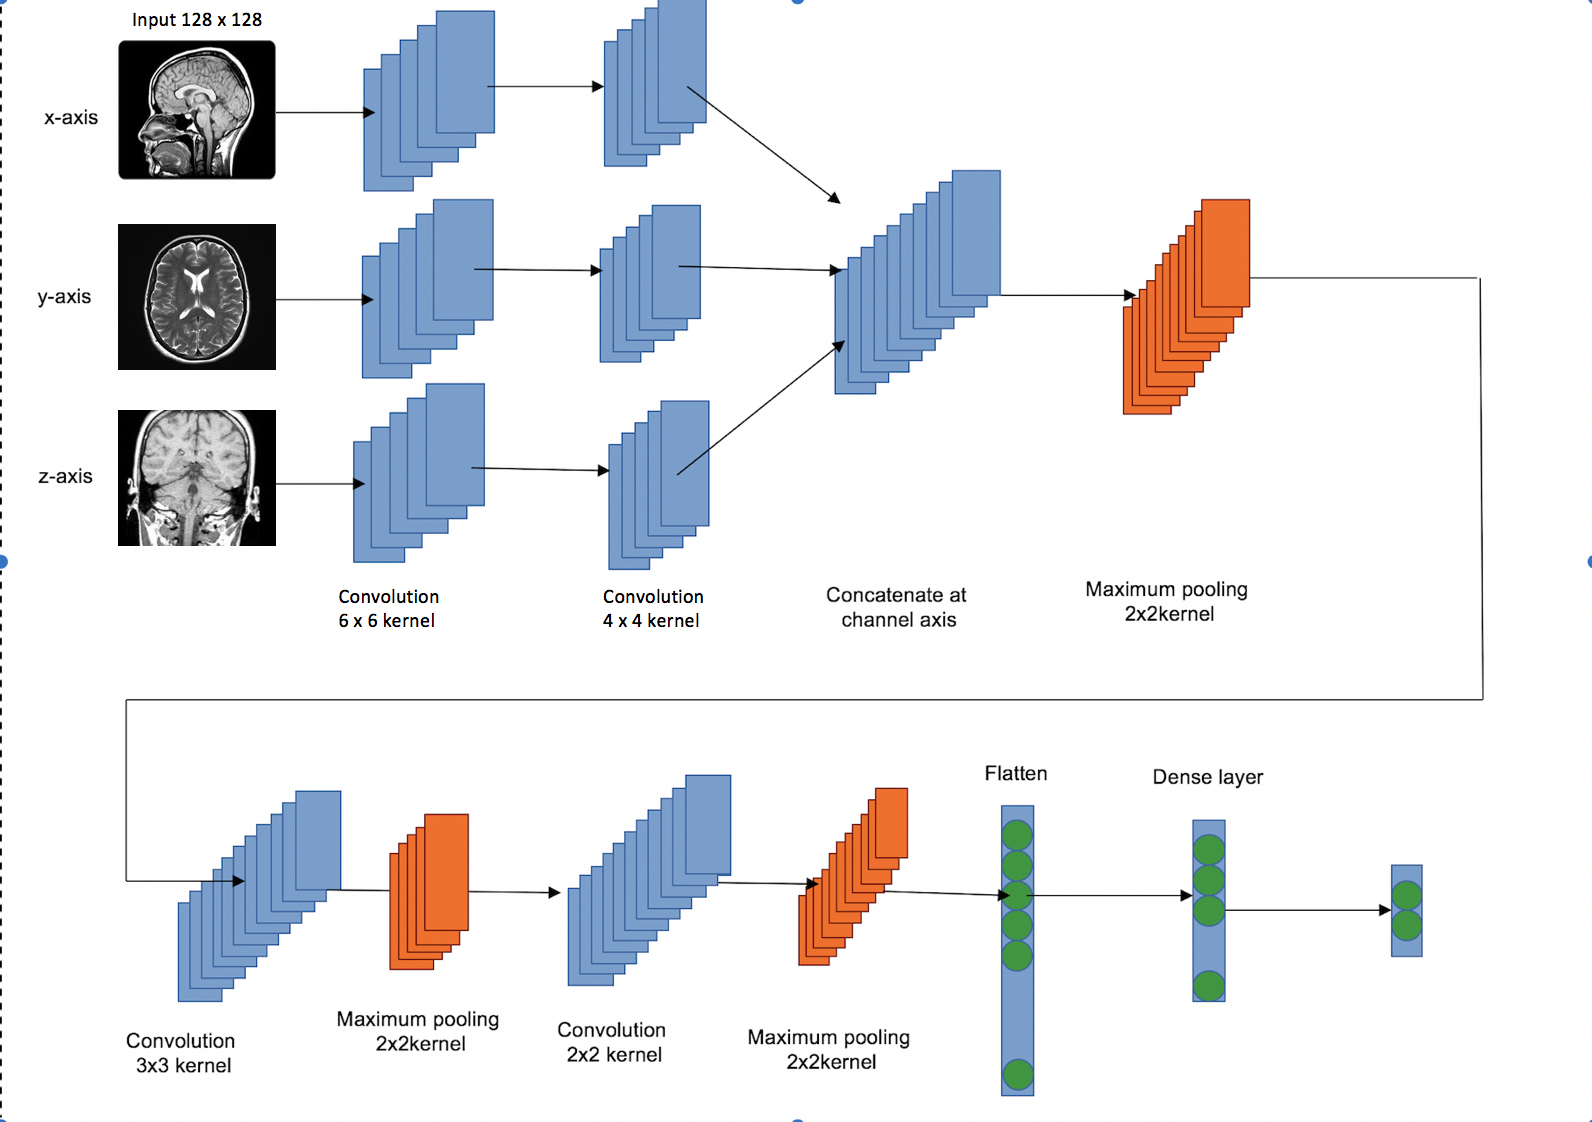 Input 128 x 128
x-axis
y-axis
z-axis
Convolution
6 x 6 kernel
Convolution
4 x 4 kernel
Concatenate at
channel axis
Maximum pooling
2x2kernel
Flatten
Dense layer
Convolution
3x3 kernel
Maximum pooling
2x2kernel
Convolution
2x2 kernel
Maximum pooling
2x2kernel